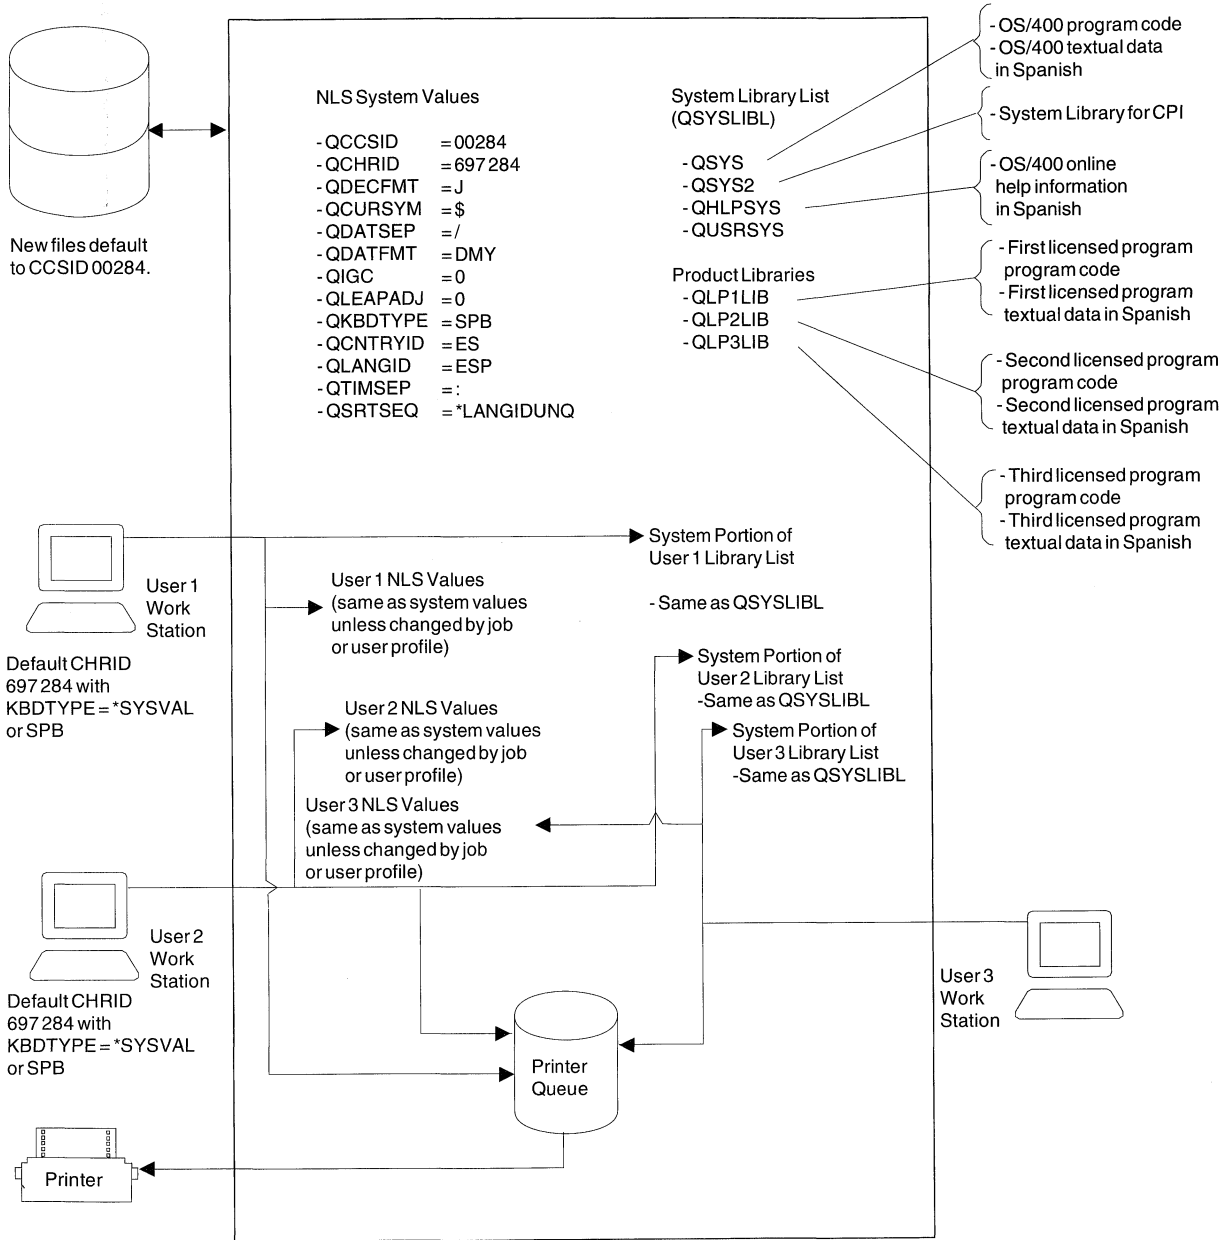 New files default
to CCSID 00284.
NLS System Values
- QCCSID = 00284
- QCHRID = 697 284
- QDECFMT = J
- QCURSYM = $
- QDATSEP = /
- QDATFMT = DMY
- QIGC = 0
- QLEAPADJ = 0
- QKBDTYPE = SPB
- QCNTRYID = ES
- QLANGID = ESP
- QTIMSEP = :
- QSRTSEQ = *LANGIDUNQ
System Library List
(QSYSLIBL)
- QSYS
- QSYS2
- QHLPSYS
- QUSRSYS
Product Libraries
- QLP1LIB
- QLP2LIB
- QLP3LIB
- OS/400 program code
- OS/400 textual data
in Spanish
- System Library for CPI
- OS/400 online
help information
in Spanish
- First licensed program
program code
- First licensed program
textual data in Spanish
- Second licensed program
program code
- Second licensed program
textual data in Spanish
- Third licensed program
program code
- Third licensed program
textual data in Spanish
User 1
Work
Station
Default CHRID
697 284 with
KBDTYPE = *SYSVAL
or SPB
User 1 NLS Values
(same as system values
unless changed by job
or user profile)
System Portion of
User 1 Library List
- Same as QSYSLIBL
System Portion of
User 2 Library List
-Same as QSYSLIBL
User 2 NLS Values
(same as system values
unless changed by job
or user profile)
System Portion of
User 3 Library List
-Same as QSYSLIBL
User 3 NLS Values
(same as system values
unless changed by job
or user profile)
User 2
Work
Station
Default CHRID
697 284 with
KBDTYPE = *SYSVAL
or SPB
User 3
Work
Station
Printer
Queue
Printer